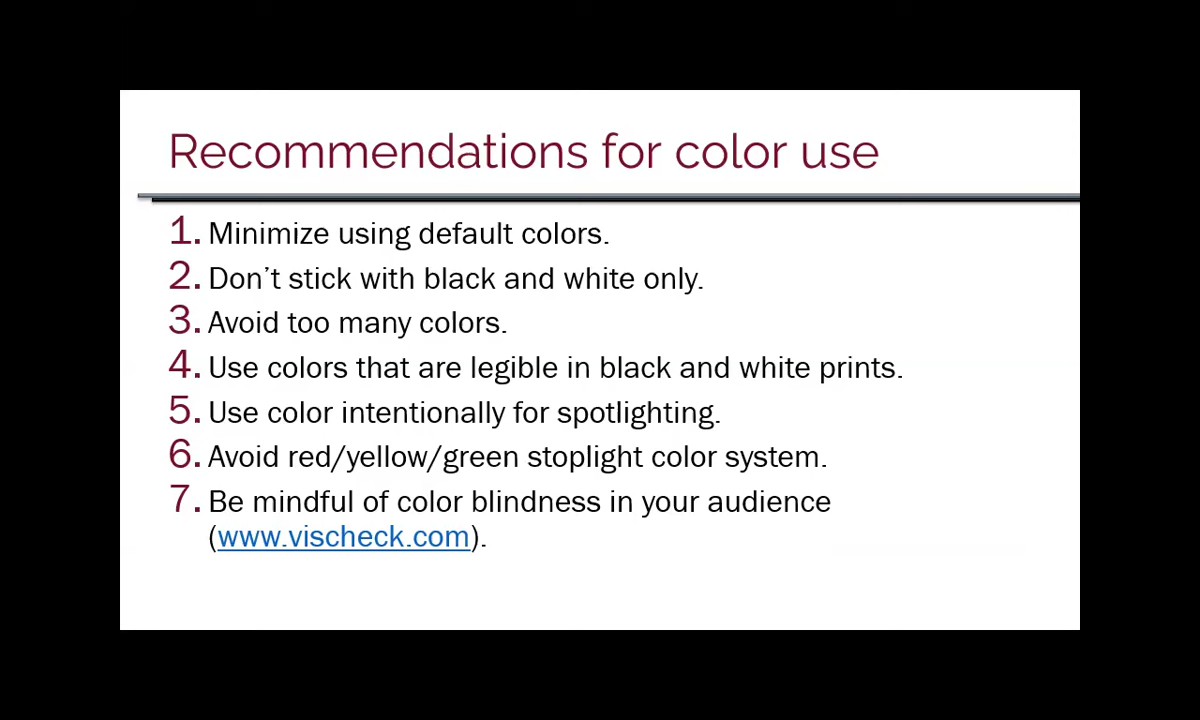 Recommendations for color use
1. Minimize using default colors.
2. Don’t stick with black and white only.
3. Avoid too many colors.
4. Use colors that are legible in black and white prints.
5. Use color intentionally for spotlighting.
6. Avoid red/yellow/green stoplight color system.
7. Be mindful of color blindness in your audience
(www.vischeck.com).